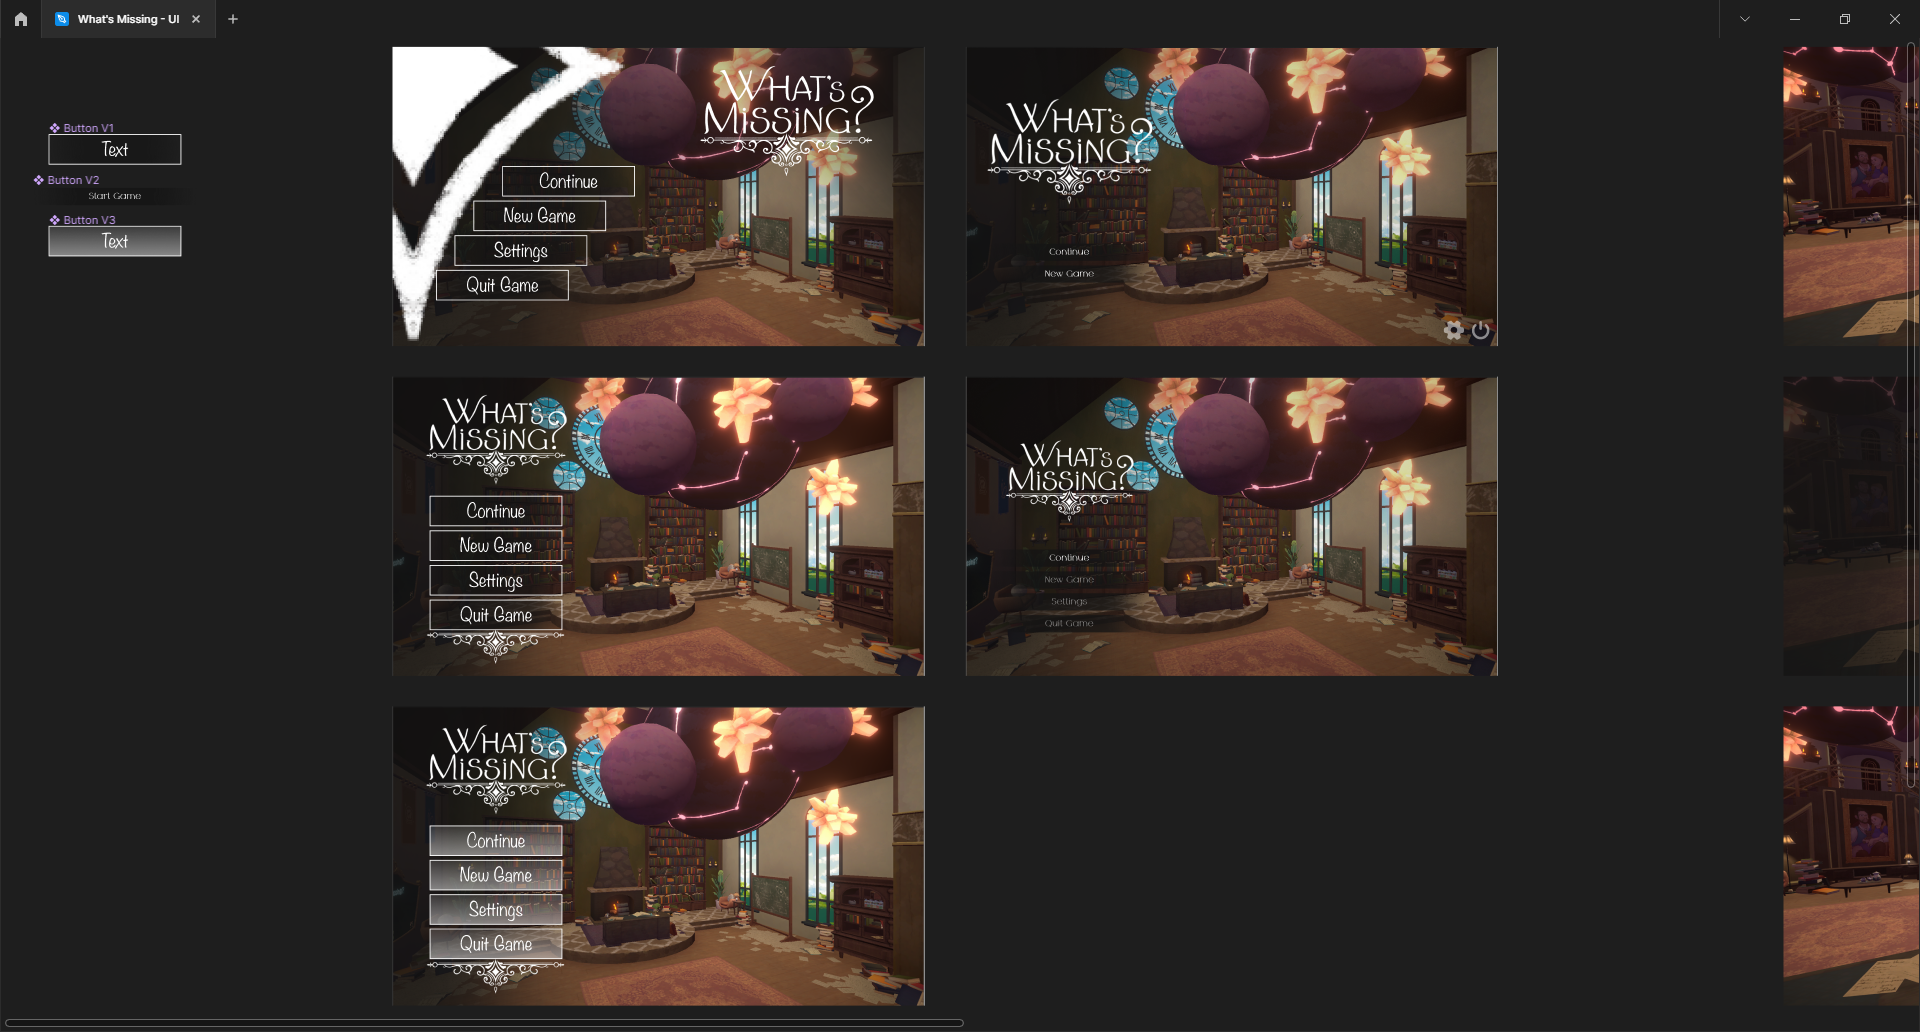 What's Missing - UI
Button V1
Text
Button V2
Start Game
Button V3
Text
WHAT'S
MISSING?
Continue
New Game
Settings
Quit Game
WHAT'S
MISSING?
Continue
New Game
WHAT'S
MISSING?
Continue
New Game
Settings
Quit Game
WHAT'S
MISSING?
Continue
New Game
Settings
Quit Game
WHAT'S
MISSING?
Continue
New Game
Settings
Quit Game